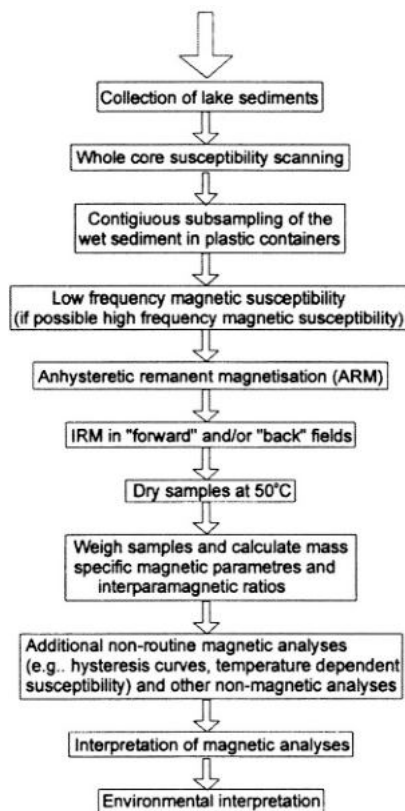 Collection of lake sediments
Whole core susceptibility scanning
Contigiuous subsampling of the
wet sediment in plastic containers
Low frequency magnetic susceptibility
(if possible high frequency magnetic susceptibility)
Anhysteretic remanent magnetisation (ARM)
IRM in "forward" and/or "back" fields
Dry samples at 50°C
Weigh samples and calculate mass
specific magnetic parametres and
interparamagnetic ratios
Additional non-routine magnetic analyses
(e.g.. hysteresis curves, temperature dependent
susceptibility) and other non-magnetic analyses
Interpretation of magnetic analyses
Environmental interpretation